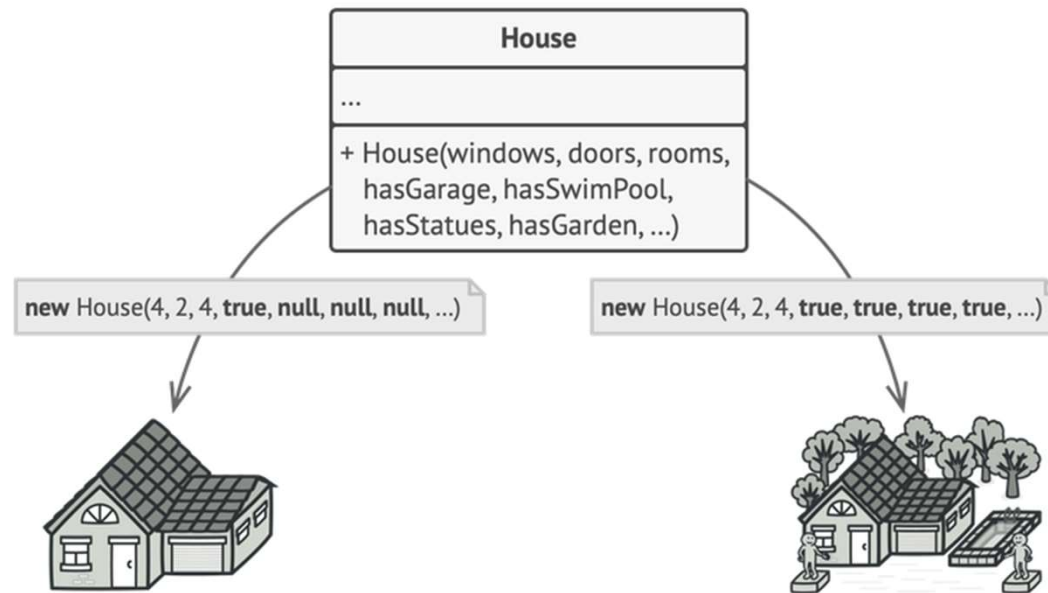 House
...
+ House(windows, doors, rooms,
hasGarage, hasSwimPool,
hasStatues, hasGarden, ...)
new House(4, 2, 4, true, null, null, null, ...)
new House(4, 2, 4, true, true, true, true, ...)